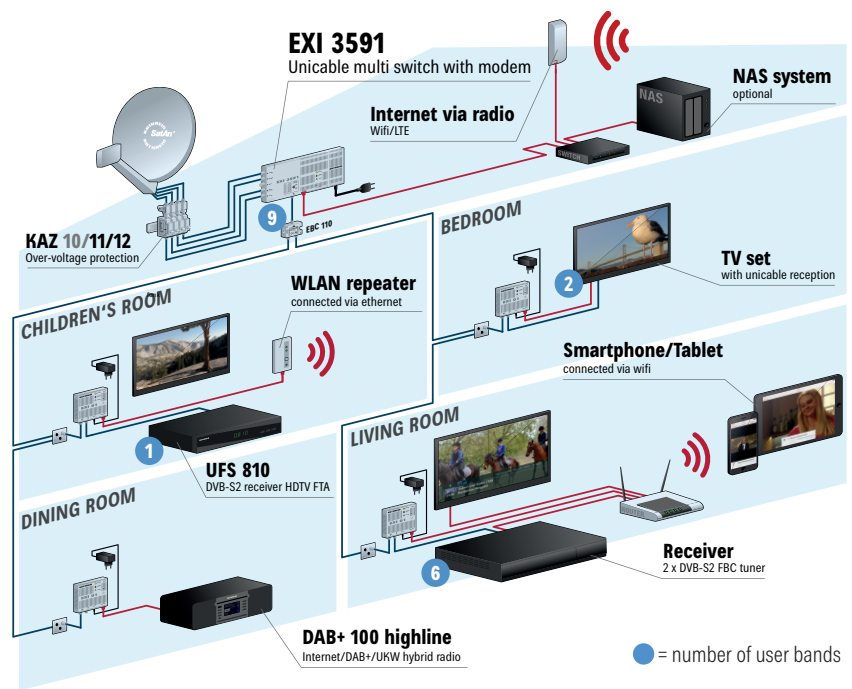 EXI 3591
Unicable multi switch with modem
Internet via radio
Wifi/LTE
NAS
NAS system
optional
SatAn
SWITCH
EXI 3591
9
EBC 110
KAZ 10/11/12
Over-voltage protection
BEDROOM
2
TV set
with unicable reception
CHILDREN'S ROOM
WLAN repeater
connected via ethernet
1
UFS 810
DVB-S2 receiver HDTV FTA
Smartphone/Tablet
connected via wifi
LIVING ROOM
6
Receiver
2 x DVB-S2 FBC tuner
DINING ROOM
DAB+ 100 highline
Internet/DAB+/UKW hybrid radio
= number of user bands